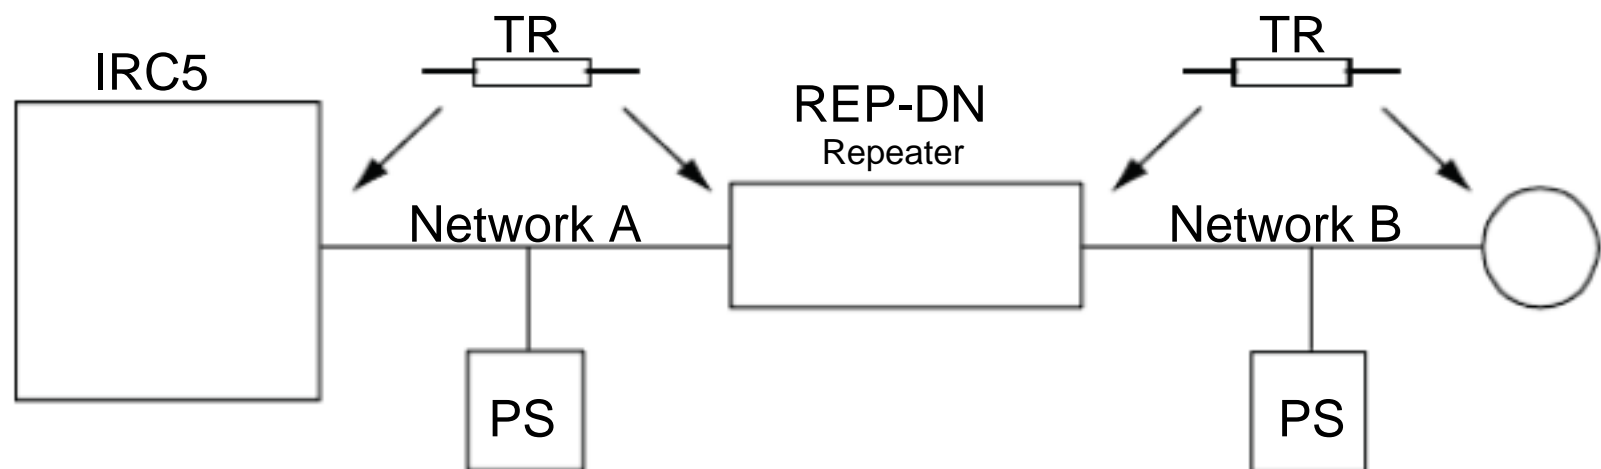 TR
TR
IRC5
REP-DN
Repeater
Network A
Network B
PS
PS